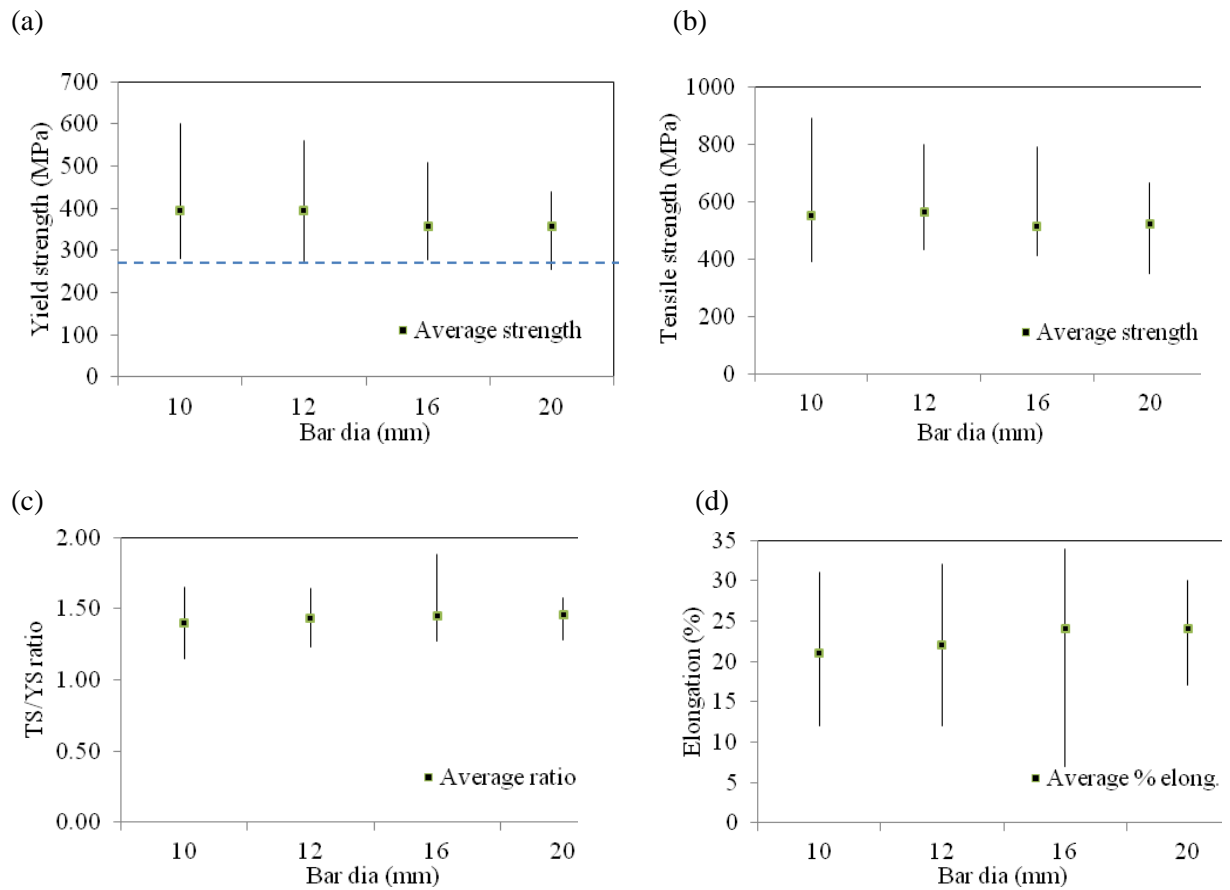 (a)
700
600
500
400
300
200
100
0
Yield strength (MPa)
Average strength
10 12 16 20
Bar dia (mm)
(b)
1000
800
600
400
200
0
Tensile strength (MPa)
Average strength
10 12 16 20
Bar dia (mm)
(c)
2.00
1.50
1.00
0.50
0.00
TS/YS ratio
Average ratio
10 12 16 20
Bar dia (mm)
(d)
35
30
25
20
15
10
5
0
Elongation (%)
Average % elong.
10 12 16 20
Bar dia (mm)